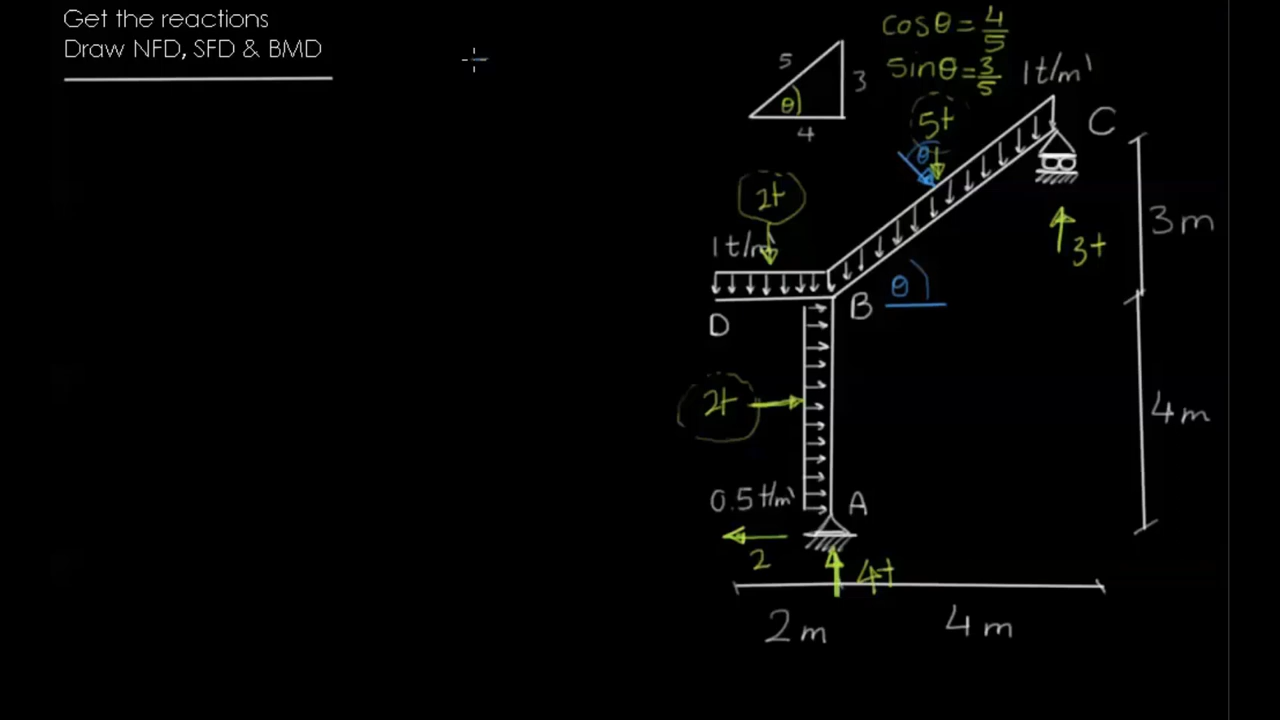 Get the reactions
Draw NFD, SFD & BMD
cosθ = 4/5
sinθ = 3/5
5
3
θ
4
1t/m'
C
5t
θ
2t
1t/m'
3m
3t
θ
B
D
2t
4m
0.5t/m'
A
2
4t
2m
4m